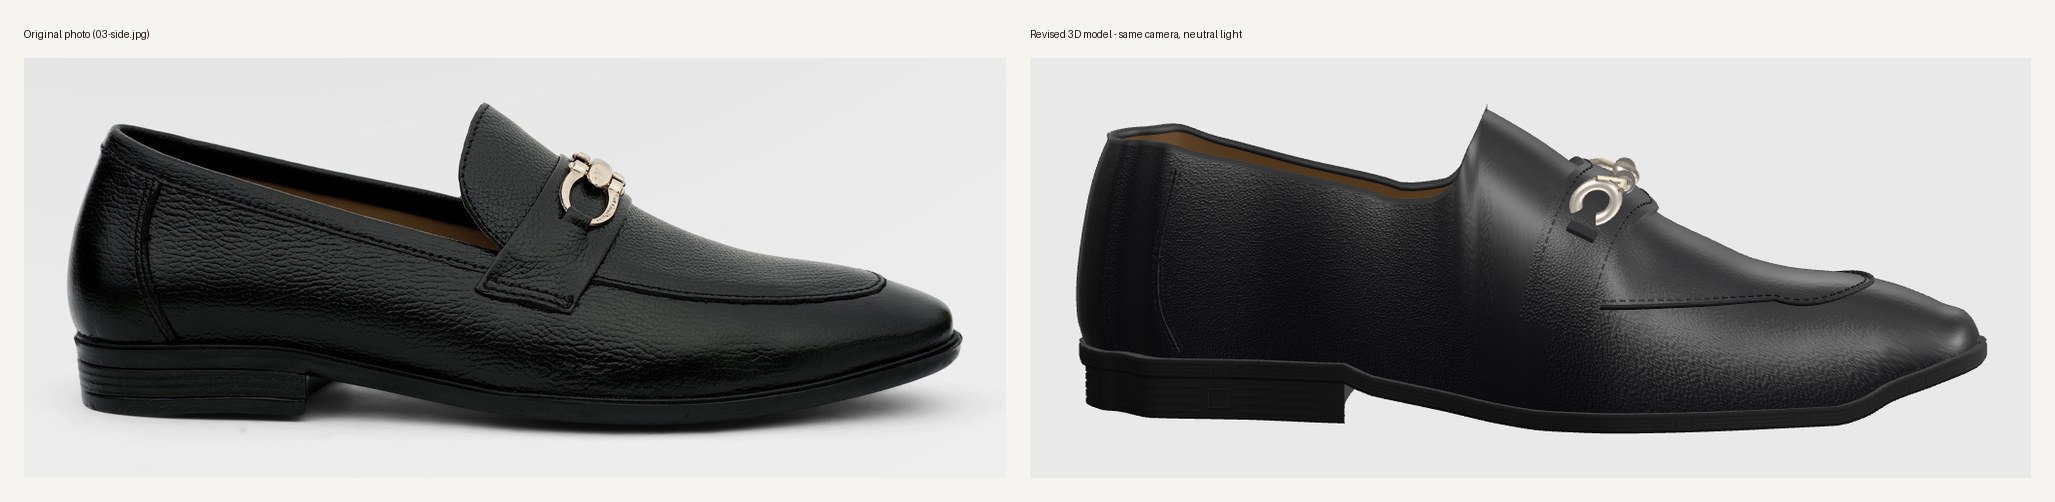 Original photo (03-side.jpg)
Revised 3D model - same camera, neutral light